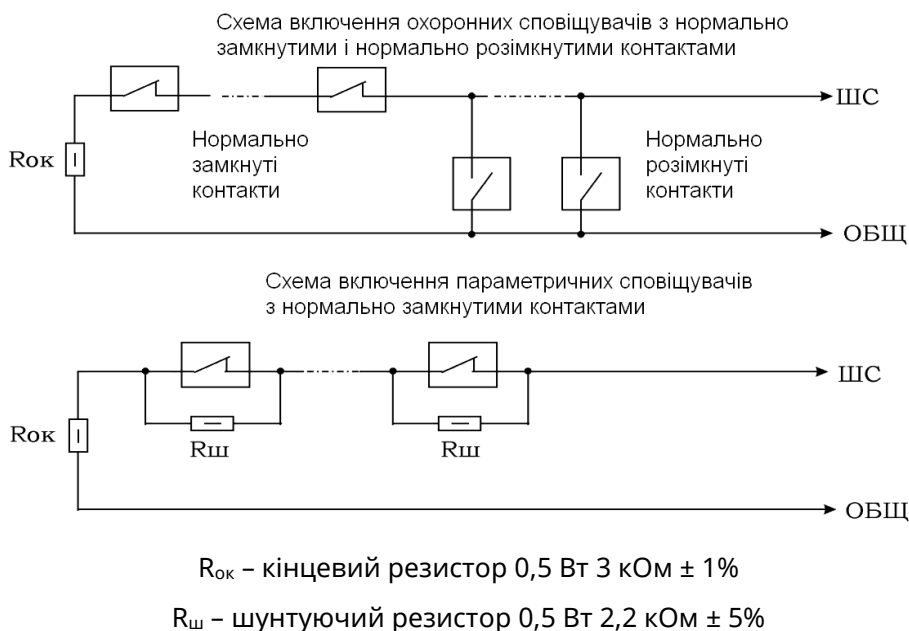 Схема включення охоронних сповіщувачів з нормально
замкнутими і нормально розімкнутими контактами
ШС
Rок
Нормально
замкнуті
контакти
Нормально
розімкнуті
контакти
ОБЩ
Схема включення параметричних сповіщувачів
з нормально замкнутими контактами
ШС
Rок
Rш
Rш
ОБЩ
Rок – кінцевий резистор 0,5 Вт 3 кОм ± 1%
Rш – шунтуючий резистор 0,5 Вт 2,2 кОм ± 5%